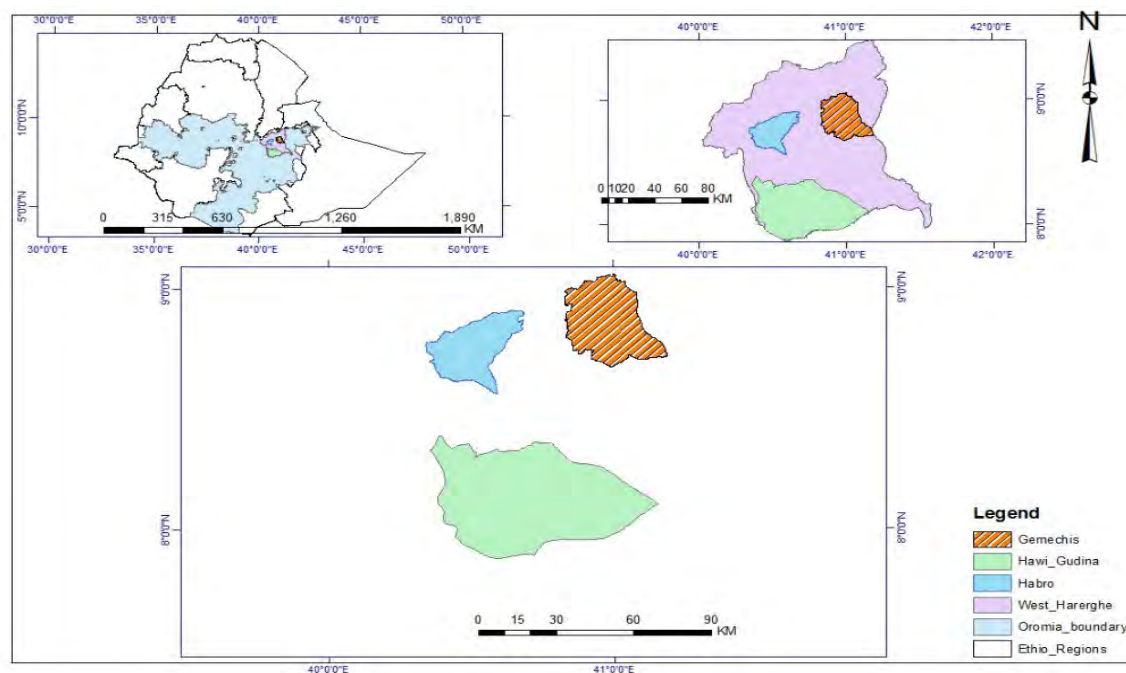 30°0'0"E 35°0'0"E 40°0'0"E 45°0'0"E 50°0'0"E
10°0'0"N
5°0'0"N
0 315 630 1,260 1,890
KM
30°0'0"E 35°0'0"E 40°0'0"E 45°0'0"E 50°0'0"E
40°0'0"E 41°0'0"E 42°0'0"E
9°0'0"N
8°0'0"N
0 10 20 40 60 80
KM
40°0'0"E 41°0'0"E 42°0'0"E
N
9°0'0"N
9°0'0"N
8°0'0"N
8°0'0"N
0 15 30 60 90
KM
40°0'0"E 41°0'0"E
Legend
Gemechis
Hawi_Gudina
Habro
West_Harerghe
Oromia_boundary
Ethio_Regions